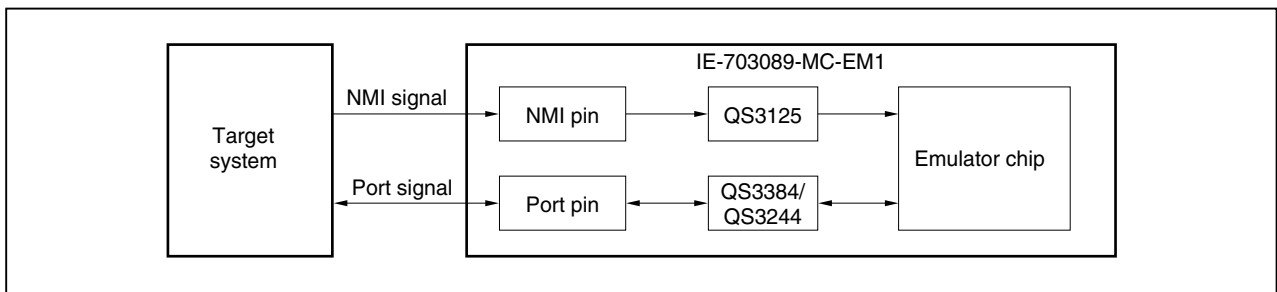 IE-703089-MC-EM1
NMI signal
NMI pin
QS3125
Target
system
Emulator chip
Port signal
Port pin
QS3384/
QS3244